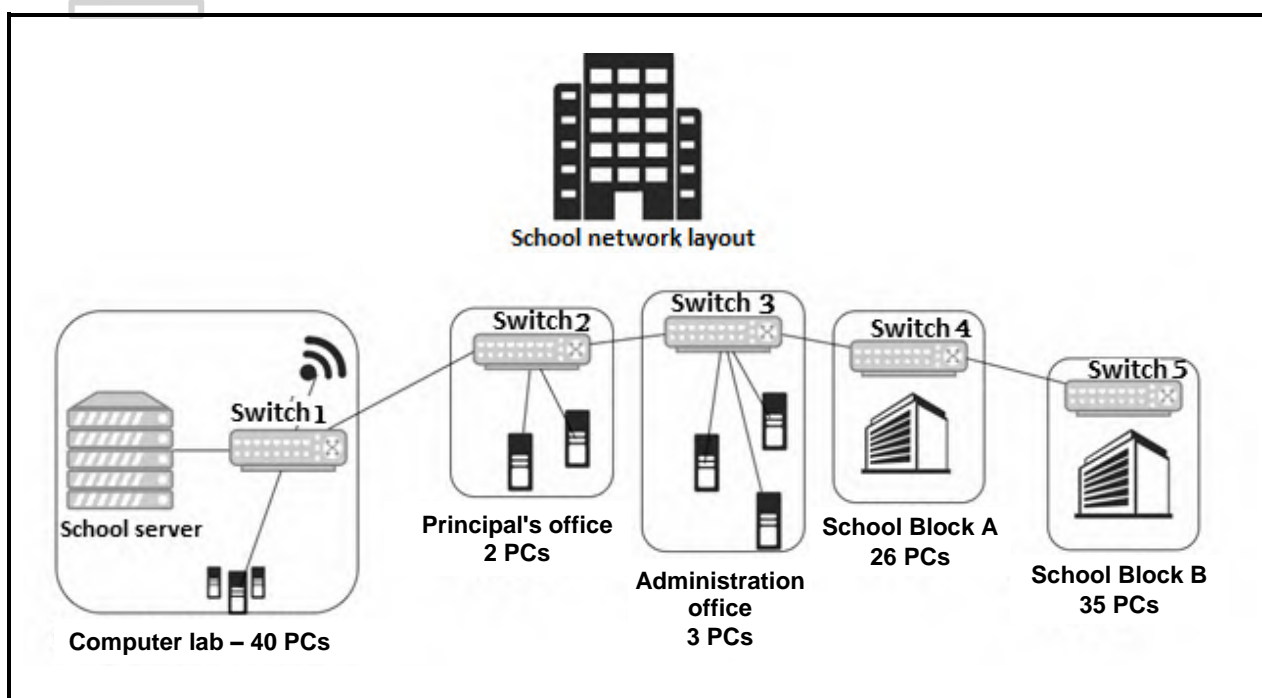 School network layout
Switch 1
School server
Computer lab – 40 PCs
Switch 2
Principal's office
2 PCs
Switch 3
Administration
office
3 PCs
Switch 4
School Block A
26 PCs
Switch 5
School Block B
35 PCs